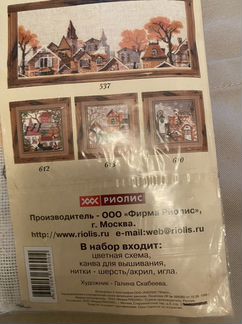 537
612
613
610
РИОЛИС
Производитель - ООО «Фирма Риолис»,
г. Москва.
http://www.riolis.ru e-mail:web@riolis.ru
В набор входит:
цветная схема,
канва для вышивания,
нитки - шерсть/акрил, игла.
Художник - Галина Скабеева.